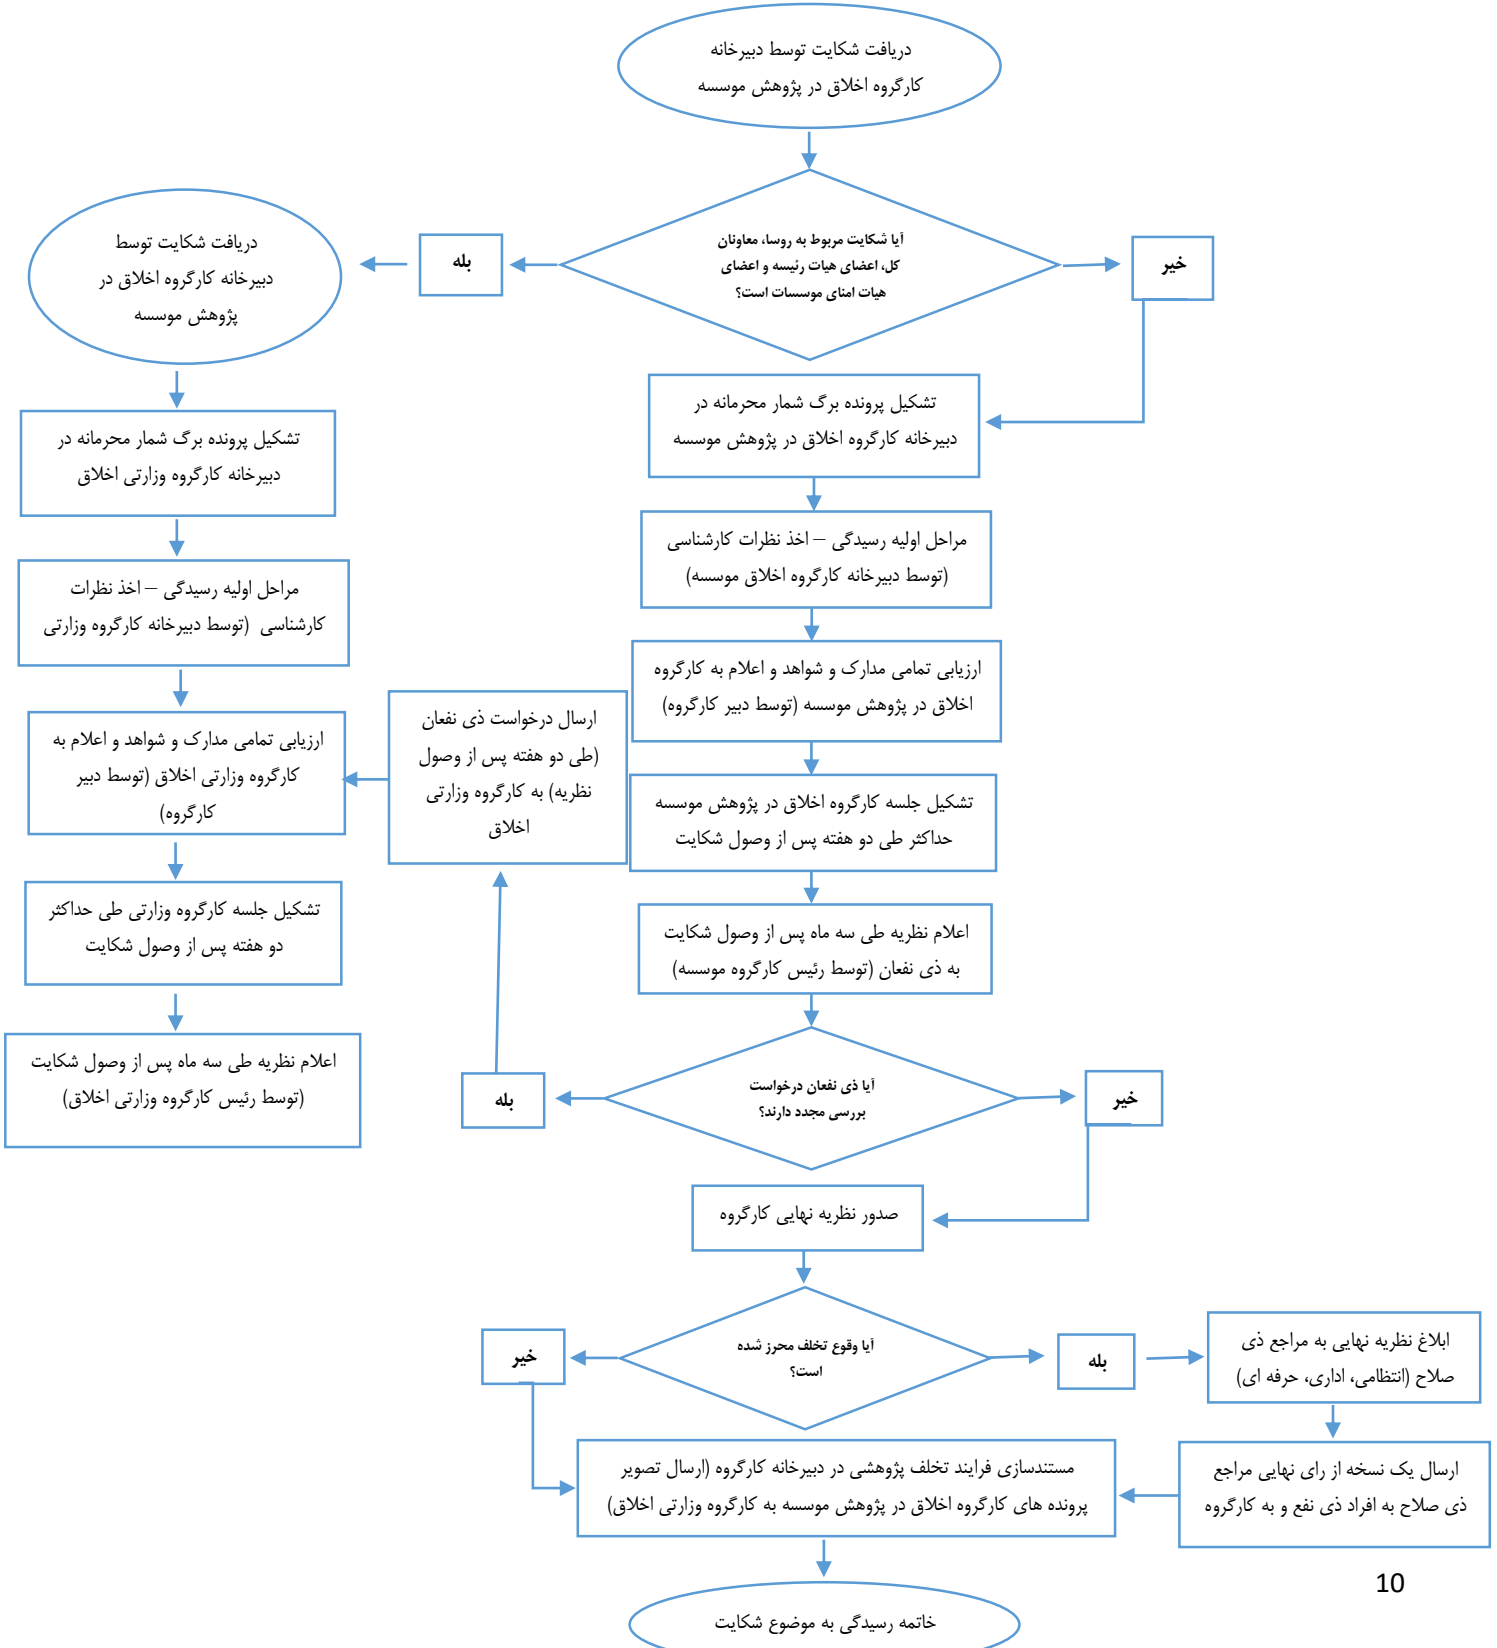 دریافت شکایت توسط دبیرخانه
کارگروه اخلاق در پژوهش موسسه
آیا شکایت مربوط به روسا، معاونان
کل، اعضای هیات رئیسه و اعضای
هیات امنای موسسات است؟
خیر
بله
دریافت شکایت توسط
دبیرخانه کارگروه اخلاق در
پژوهش موسسه
تشکیل پرونده برگ شمار محرمانه در
دبیرخانه کارگروه اخلاق در پژوهش موسسه
مراحل اولیه رسیدگی – اخذ نظرات کارشناسی
(توسط دبیرخانه کارگروه اخلاق موسسه)
ارزیابی تمامی مدارک و شواهد و اعلام به کارگروه
اخلاق در پژوهش موسسه (توسط دبیر کارگروه)
تشکیل جلسه کارگروه اخلاق در پژوهش موسسه
حداکثر طی دو هفته پس از وصول شکایت
اعلام نظریه طی سه ماه پس از وصول شکایت
به ذی نفعان (توسط رئیس کارگروه موسسه)
آیا ذی نفعان درخواست
بررسی مجدد دارند؟
خیر
بله
ارسال درخواست ذی نفعان
(طی دو هفته پس از وصول
نظریه) به کارگروه وزارتی
اخلاق
تشکیل پرونده برگ شمار محرمانه در
دبیرخانه کارگروه وزارتی اخلاق
مراحل اولیه رسیدگی – اخذ نظرات
کارشناسی (توسط دبیرخانه کارگروه وزارتی
ارزیابی تمامی مدارک و شواهد و اعلام به
کارگروه وزارتی اخلاق (توسط دبیر
کارگروه)
تشکیل جلسه کارگروه وزارتی طی حداکثر
دو هفته پس از وصول شکایت
اعلام نظریه طی سه ماه پس از وصول شکایت
(توسط رئیس کارگروه وزارتی اخلاق)
صدور نظریه نهایی کارگروه
آیا وقوع تخلف محرز شده
است؟
خیر
بله
ابلاغ نظریه نهایی به مراجع ذی
صلاح (انتظامی، اداری، حرفه ای)
ارسال یک نسخه از رای نهایی مراجع
ذی صلاح به افراد ذی نفع و به کارگروه
مستندسازی فرایند تخلف پژوهشی در دبیرخانه کارگروه (ارسال تصویر
پرونده های کارگروه اخلاق در پژوهش موسسه به کارگروه وزارتی اخلاق)
خاتمه رسیدگی به موضوع شکایت
10